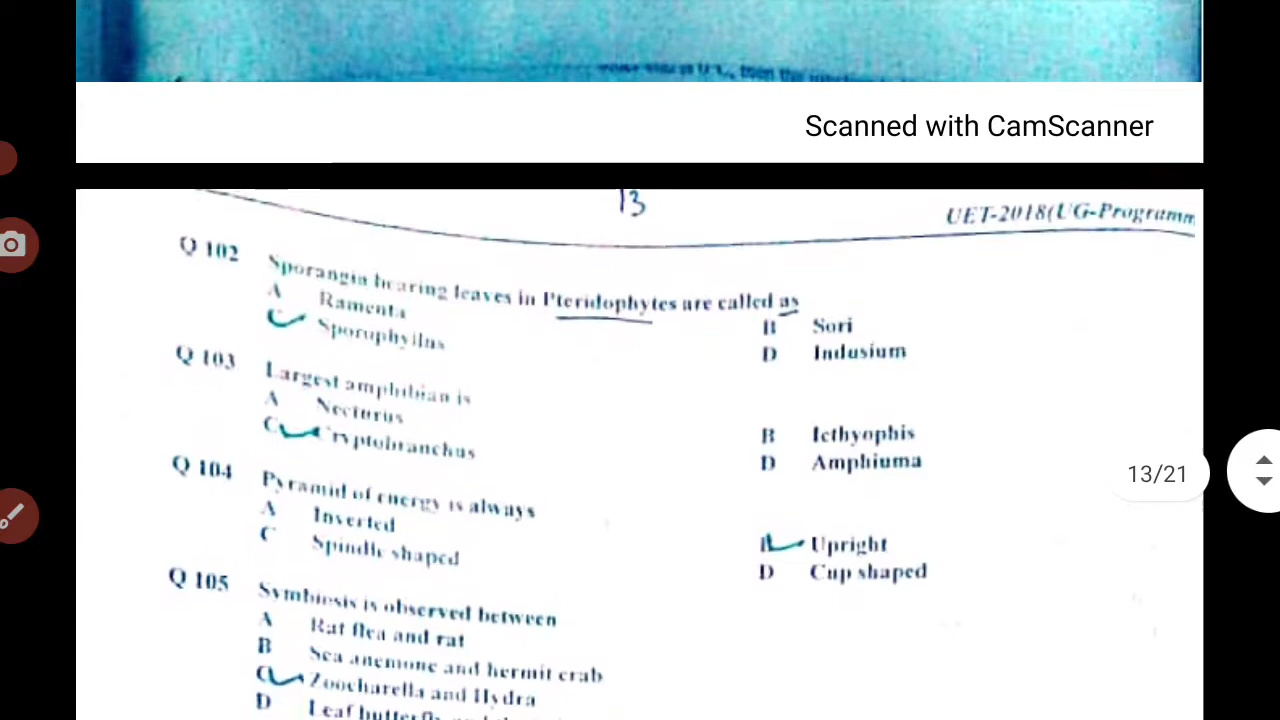 Scanned with CamScanner
13
UET-2018(UG-Programm
Q 102 Sporangia bearing leaves in Pteridophytes are called as
A Ramenta
B Sori
C Sporophylls
D Indusium
Q 103 Largest amphibian is
A Necturus
B Icthyophis
C Cryptobranchus
D Amphiuma
Q 104 Pyramid of energy is always
A Inverted
B Upright
C Spindle shaped
D Cup shaped
Q 105 Symbiosis is observed between
A Rat flea and rat
B Sea anemone and hermit crab
C Zoocharella and Hydra
D Leaf
13/21